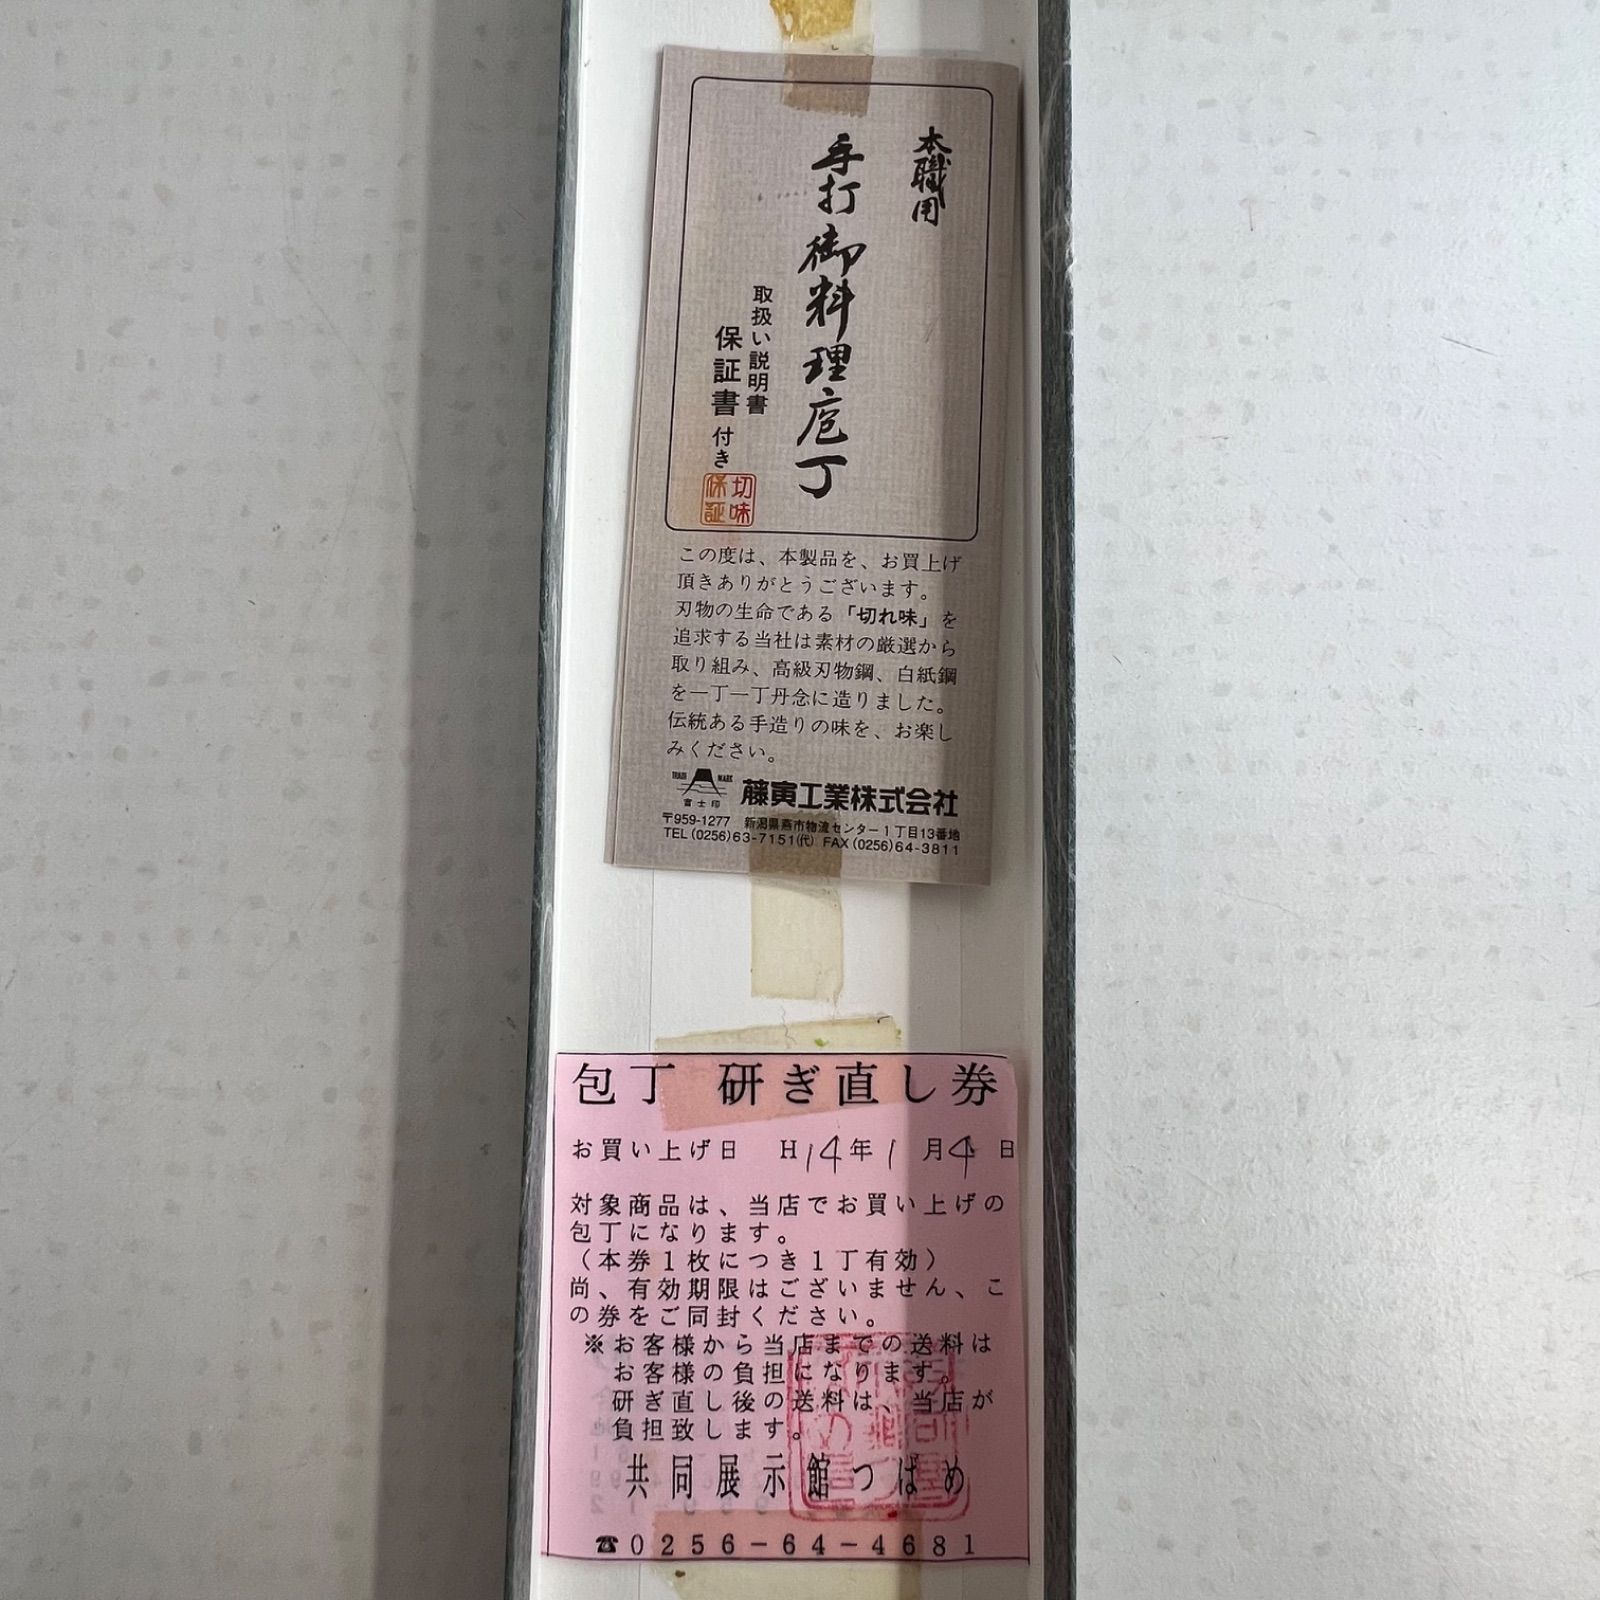 本職用
手打御料理庖丁
取扱い説明書
保証書付き
切味
保証
この度は、本製品を、お買上げ
頂きありがとうございます。
刃物の生命である「切れ味」を
追求する当社は素材の厳選から
取り組み、高級刃物鋼、白紙鋼
を一丁一丁丹念に造りました。
伝統ある手造りの味を、お楽し
みください。
TRADE MARK
富士印
藤寅工業株式会社
〒959-1277 新潟県燕市物流センター1丁目13番地
TEL(0256)63-7151(代) FAX(0256)64-3811
包丁 研ぎ直し券
お買い上げ日 H14年1月4日
対象商品は、当店でお買い上げの
包丁になります。
（本券1枚につき1丁有効）
尚、有効期限はございません、こ
の券をご同封ください。
※お客様から当店までの送料は
お客様の負担になります。
研ぎ直し後の送料は、当店が
負担致します。
共同展示館つばめ
☎0256-64-4681